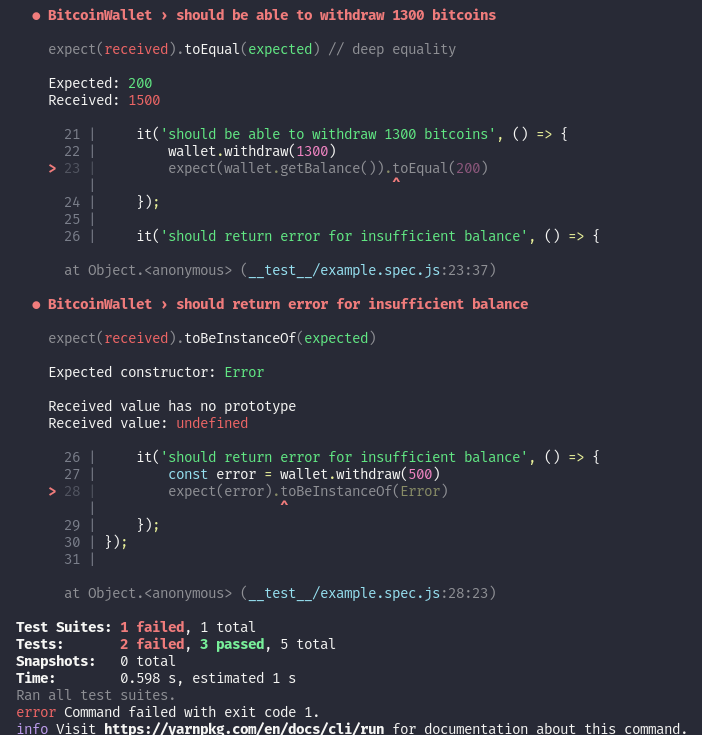 ● BitcoinWallet › should be able to withdraw 1300 bitcoins
expect(received).toEqual(expected) // deep equality
Expected: 200
Received: 1500
21 | it('should be able to withdraw 1300 bitcoins', () => {
22 | wallet.withdraw(1300)
> 23 | expect(wallet.getBalance()).toEqual(200)
| ^
24 | });
25 |
26 | it('should return error for insufficient balance', () => {
at Object.<anonymous> (__test__/example.spec.js:23:37)
● BitcoinWallet › should return error for insufficient balance
expect(received).toBeInstanceOf(expected)
Expected constructor: Error
Received value has no prototype
Received value: undefined
26 | it('should return error for insufficient balance', () => {
27 | const error = wallet.withdraw(500)
> 28 | expect(error).toBeInstanceOf(Error)
| ^
29 | });
30 | });
31 |
at Object.<anonymous> (__test__/example.spec.js:28:23)
Test Suites: 1 failed, 1 total
Tests: 2 failed, 3 passed, 5 total
Snapshots: 0 total
Time: 0.598 s, estimated 1 s
Ran all test suites.
error Command failed with exit code 1.
info Visit https://yarnpkg.com/en/docs/cli/run for documentation about this command.